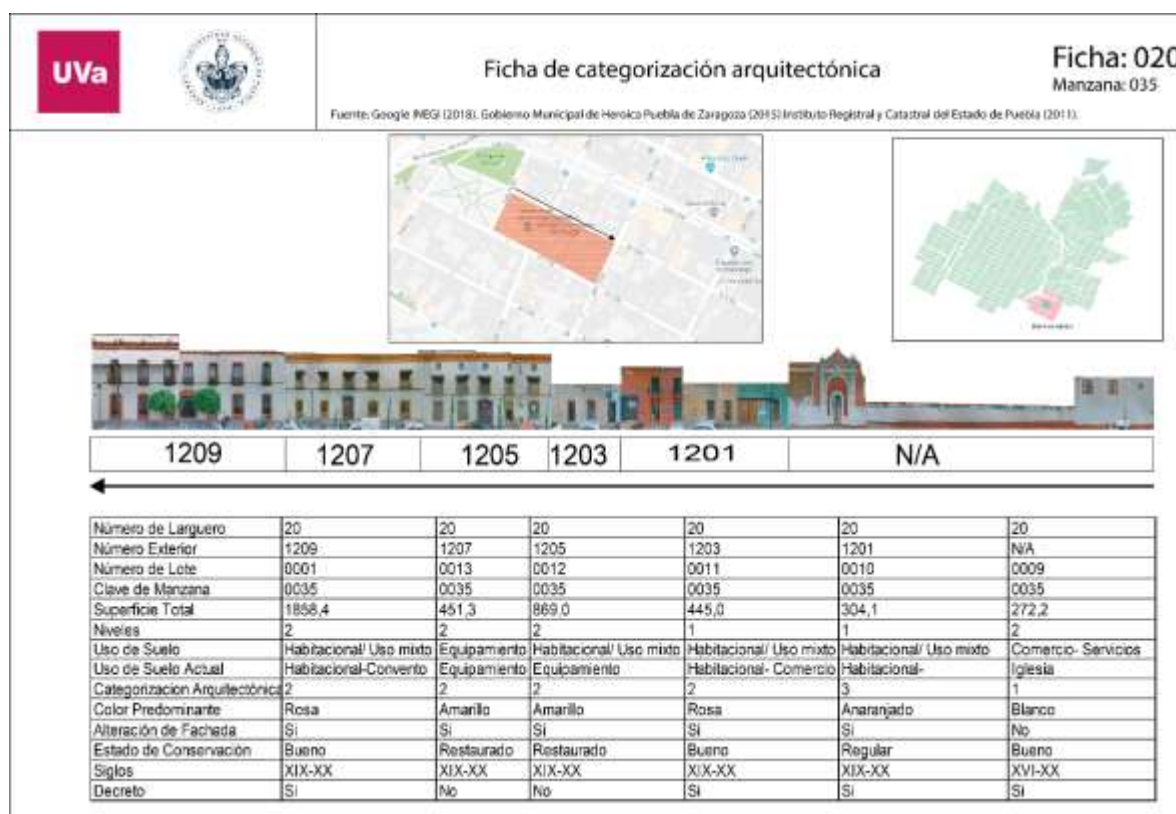 UVa
Ficha de categorización arquitectónica
Ficha: 020
Manzana: 035
Fuente: Google INEGI (2018). Gobierno Municipal de Heroica Puebla de Zaragoza (2015) Instituto Registral y Catastral del Estado de Puebla (2011).
1209 1207 1205 1203 1201 N/A
Número de Larguero 20 20 20 20 20 20
Número Exterior 1209 1207 1205 1203 1201 N/A
Número de Lote 0001 0013 0012 0011 0010 0009
Clave de Manzana 0035 0035 0035 0035 0035 0035
Superficie Total 1858,4 451,3 869,0 445,0 304,1 272,2
Niveles 2 2 2 1 1 2
Uso de Suelo Habitacional/ Uso mixto Equipamiento Habitacional/ Uso mixto Habitacional/ Uso mixto Habitacional/ Uso mixto Comercio- Servicios
Uso de Suelo Actual Habitacional-Convento Equipamiento Equipamiento Habitacional- Comercio Habitacional- Iglesia
Categorizacion Arquitectónica 2 2 2 2 3 1
Color Predominante Rosa Amarillo Amarillo Rosa Anaranjado Blanco
Alteración de Fachada Si Si Si Si Si No
Estado de Conservación Bueno Restaurado Restaurado Bueno Regular Bueno
Siglos XIX-XX XIX-XX XIX-XX XIX-XX XIX-XX XVI-XX
Decreto Si No No Si Si Si